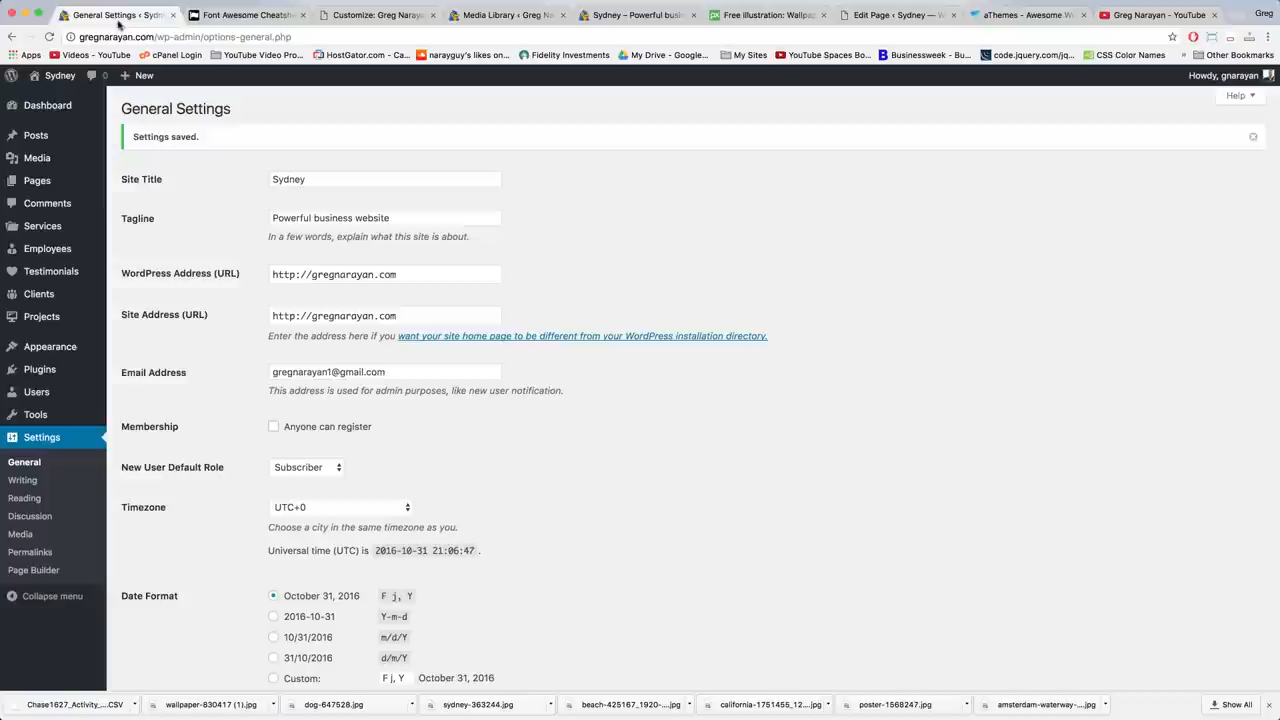 General Settings ‹ Sydn
Font Awesome Cheatsh
Customize: Greg Naraya
Media Library ‹ Greg N
Sydney – Powerful busin
Free illustration: Wallpap
Edit Page ‹ Sydney — W
aThemes - Awesome W
Greg Narayan - YouTube
Greg
gregnarayan.com/wp-admin/options-general.php
Apps
Videos - YouTube
cPanel Login
YouTube Video Pro...
HostGator.com - Ca...
narayguy's likes on...
Fidelity Investments
My Drive - Google...
My Sites
YouTube Spaces Bo...
Businessweek - Bu...
code.jquery.com/jq...
CSS Color Names
»
Other Bookmarks
Sydney
0
New
Howdy, gnarayan
Dashboard
Posts
Media
Pages
Comments
Services
Employees
Testimonials
Clients
Projects
Appearance
Plugins
Users
Tools
Settings
General
Writing
Reading
Discussion
Media
Permalinks
Page Builder
Collapse menu
Help
General Settings
Settings saved.
Site Title
Sydney
Tagline
Powerful business website
In a few words, explain what this site is about.
WordPress Address (URL)
http://gregnarayan.com
Site Address (URL)
http://gregnarayan.com
Enter the address here if you want your site home page to be different from your WordPress installation directory.
Email Address
gregnarayan1@gmail.com
This address is used for admin purposes, like new user notification.
Membership
Anyone can register
New User Default Role
Subscriber
Timezone
UTC+0
Choose a city in the same timezone as you.
Universal time (UTC) is 2016-10-31 21:06:47 .
Date Format
October 31, 2016 F j, Y
2016-10-31 Y-m-d
10/31/2016 m/d/Y
31/10/2016 d/m/Y
Custom: F j, Y October 31, 2016
Chase1627_Activity_....CSV
wallpaper-830417 (1).jpg
dog-647528.jpg
sydney-363244.jpg
beach-425167_1920-....jpg
california-1751455_12....jpg
poster-1568247.jpg
amsterdam-waterway-....jpg
Show All